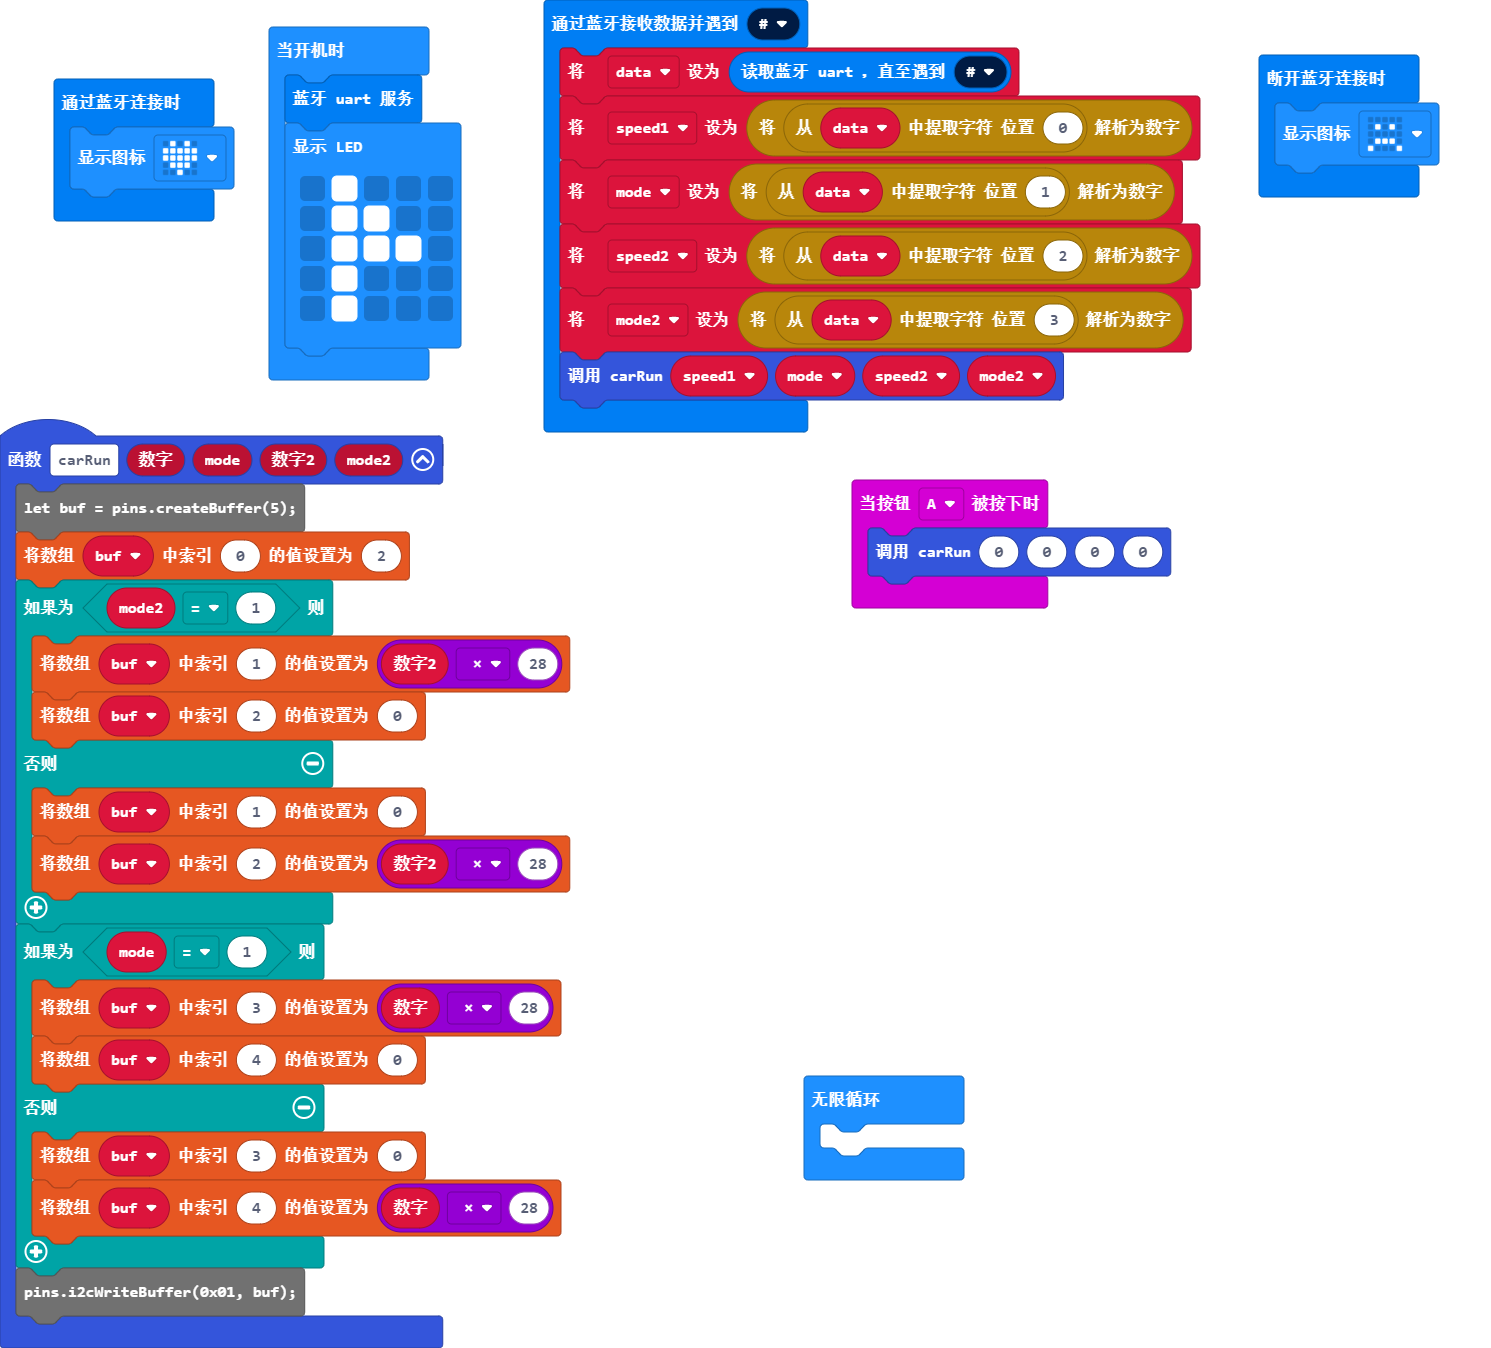 通过蓝牙连接时
显示图标
当开机时
蓝牙 uart 服务
显示 LED
通过蓝牙接收数据并遇到 #
将 data 设为 读取蓝牙 uart ，直至遇到 #
将 speed1 设为 将 从 data 中提取字符 位置 0 解析为数字
将 mode 设为 将 从 data 中提取字符 位置 1 解析为数字
将 speed2 设为 将 从 data 中提取字符 位置 2 解析为数字
将 mode2 设为 将 从 data 中提取字符 位置 3 解析为数字
调用 carRun speed1 mode speed2 mode2
断开蓝牙连接时
显示图标
函数 carRun 数字 mode 数字2 mode2
let buf = pins.createBuffer(5);
将数组 buf 中索引 0 的值设置为 2
如果为 mode2 = 1 则
将数组 buf 中索引 1 的值设置为 数字2 × 28
将数组 buf 中索引 2 的值设置为 0
否则
将数组 buf 中索引 1 的值设置为 0
将数组 buf 中索引 2 的值设置为 数字2 × 28
如果为 mode = 1 则
将数组 buf 中索引 3 的值设置为 数字 × 28
将数组 buf 中索引 4 的值设置为 0
否则
将数组 buf 中索引 3 的值设置为 0
将数组 buf 中索引 4 的值设置为 数字 × 28
pins.i2cWriteBuffer(0x01, buf);
当按钮 A 被按下时
调用 carRun 0 0 0 0
无限循环